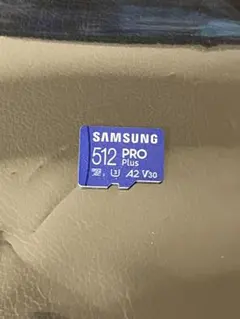 SAMSUNG
512 PRO
Plus
U3 A2 V30